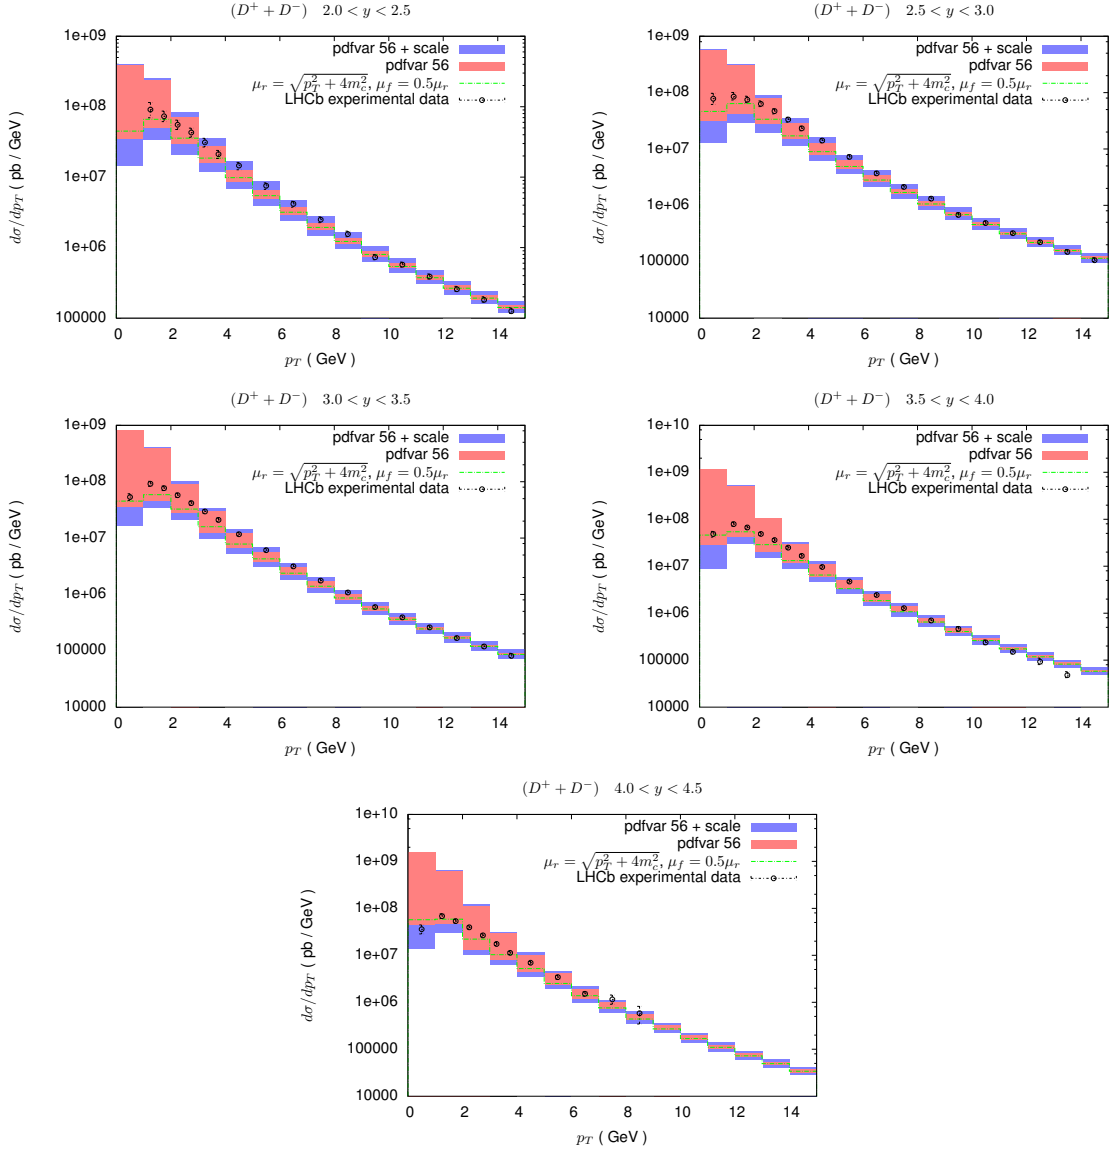 (D⁺ + D⁻) 2.0 < y < 2.5
1e+09
1e+08
1e+07
1e+06
100000
0 2 4 6 8 10 12 14
dσ/dp_T ( pb / GeV )
p_T ( GeV )
pdfvar 56 + scale
pdfvar 56
μ_r = √(p_T² + 4m_c²), μ_f = 0.5μ_r
LHCb experimental data
(D⁺ + D⁻) 2.5 < y < 3.0
1e+09
1e+08
1e+07
1e+06
100000
10000
0 2 4 6 8 10 12 14
dσ/dp_T ( pb / GeV )
p_T ( GeV )
pdfvar 56 + scale
pdfvar 56
μ_r = √(p_T² + 4m_c²), μ_f = 0.5μ_r
LHCb experimental data
(D⁺ + D⁻) 3.0 < y < 3.5
1e+09
1e+08
1e+07
1e+06
100000
10000
0 2 4 6 8 10 12 14
dσ/dp_T ( pb / GeV )
p_T ( GeV )
pdfvar 56 + scale
pdfvar 56
μ_r = √(p_T² + 4m_c²), μ_f = 0.5μ_r
LHCb experimental data
(D⁺ + D⁻) 3.5 < y < 4.0
1e+10
1e+09
1e+08
1e+07
1e+06
100000
10000
0 2 4 6 8 10 12 14
dσ/dp_T ( pb / GeV )
p_T ( GeV )
pdfvar 56 + scale
pdfvar 56
μ_r = √(p_T² + 4m_c²), μ_f = 0.5μ_r
LHCb experimental data
(D⁺ + D⁻) 4.0 < y < 4.5
1e+10
1e+09
1e+08
1e+07
1e+06
100000
10000
0 2 4 6 8 10 12 14
dσ/dp_T ( pb / GeV )
p_T ( GeV )
pdfvar 56 + scale
pdfvar 56
μ_r = √(p_T² + 4m_c²), μ_f = 0.5μ_r
LHCb experimental data